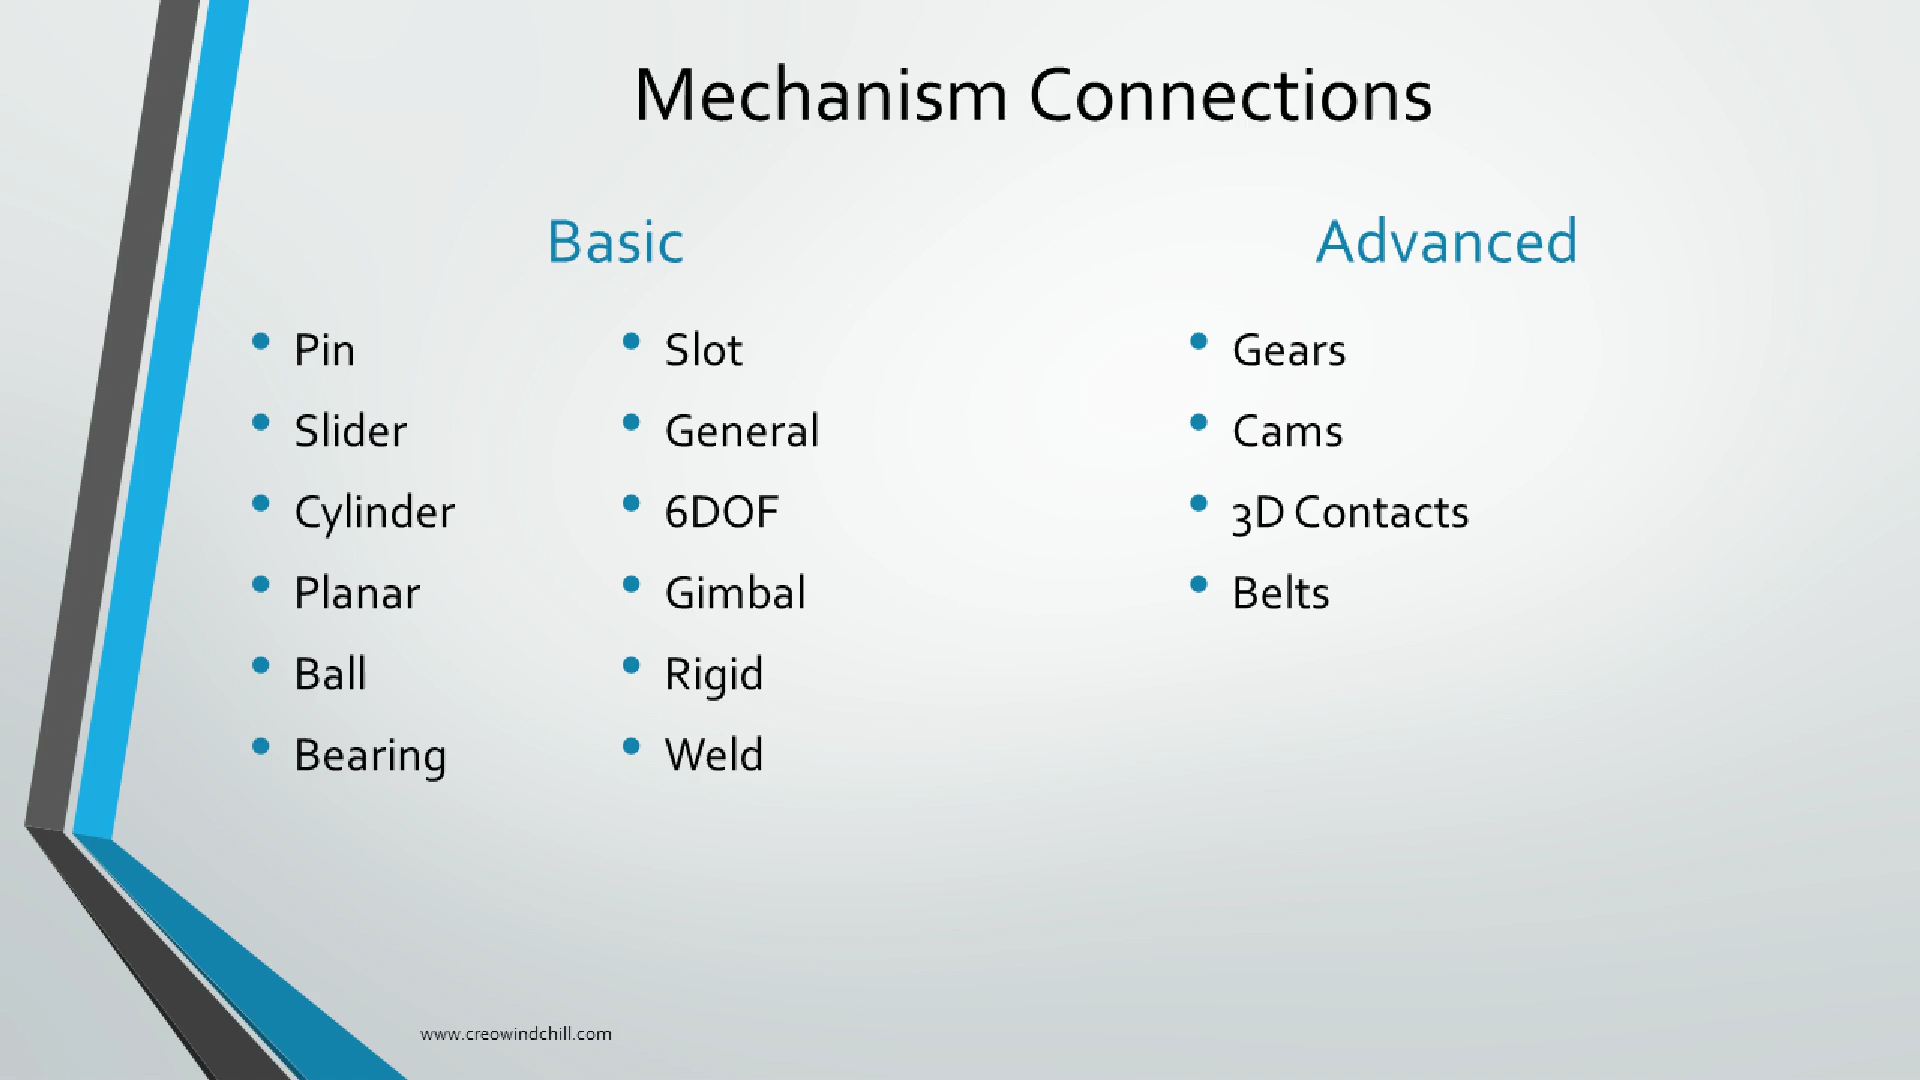 Mechanism Connections
Basic
• Pin
• Slider
• Cylinder
• Planar
• Ball
• Bearing
• Slot
• General
• 6DOF
• Gimbal
• Rigid
• Weld
Advanced
• Gears
• Cams
• 3D Contacts
• Belts
www.creowindchill.com